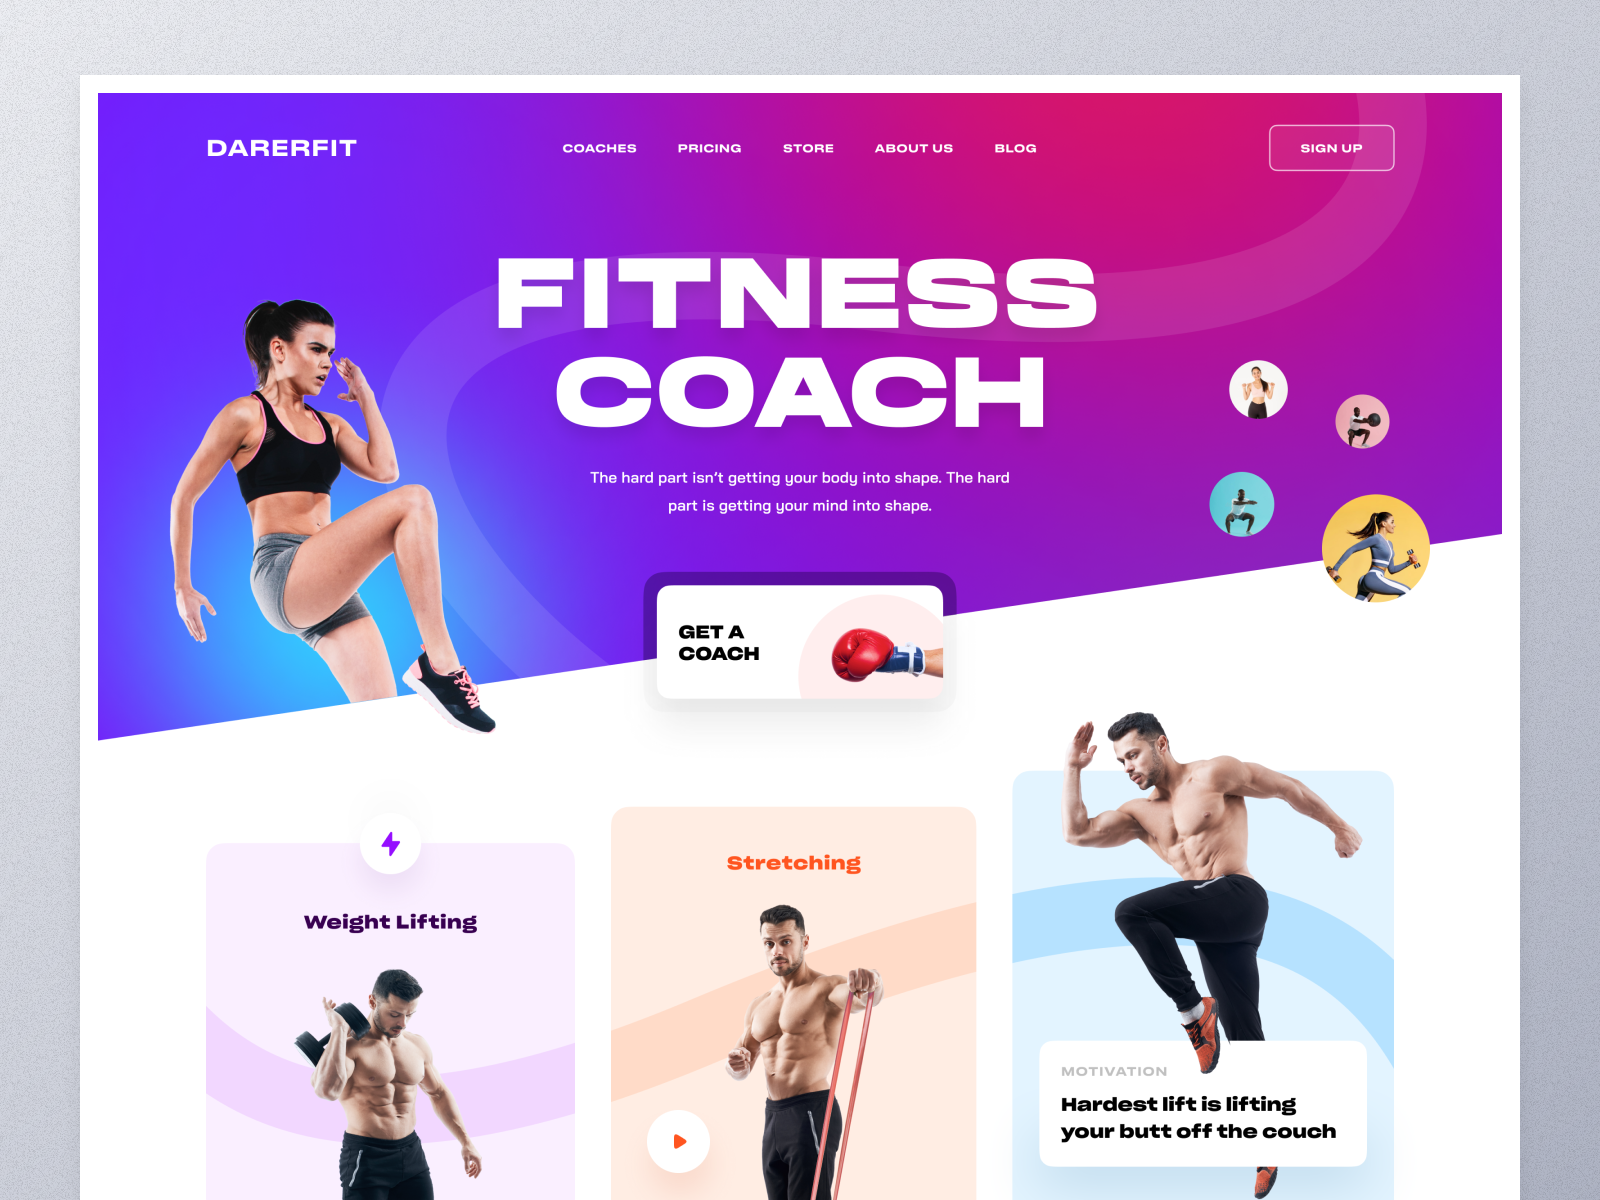 DARERFIT
COACHES
PRICING
STORE
ABOUT US
BLOG
SIGN UP
FITNESS
COACH
The hard part isn’t getting your body into shape. The hard
part is getting your mind into shape.
GET A
COACH
Weight Lifting
Stretching
MOTIVATION
Hardest lift is lifting
your butt off the couch